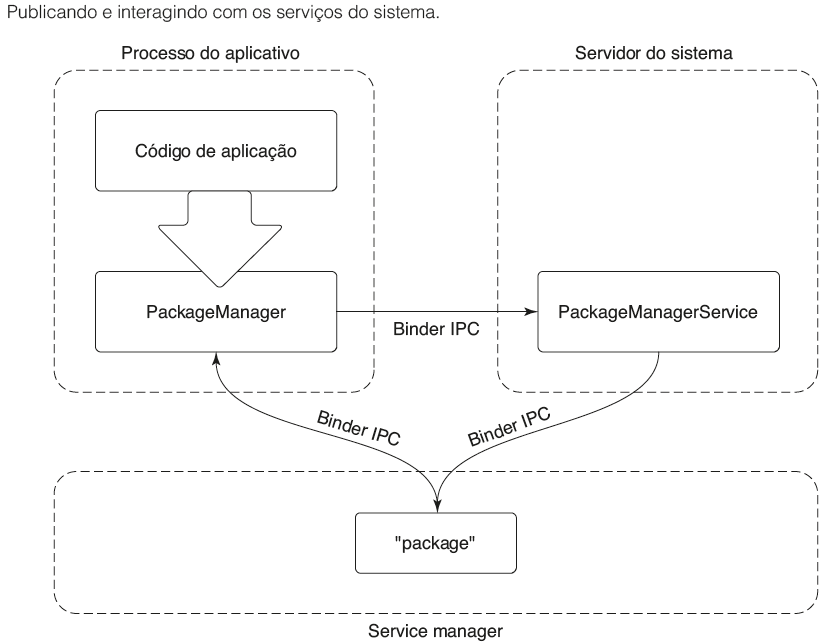 Publicando e interagindo com os serviços do sistema.
Processo do aplicativo
Servidor do sistema
Código de aplicação
PackageManager
Binder IPC
PackageManagerService
Binder IPC
Binder IPC
"package"
Service manager